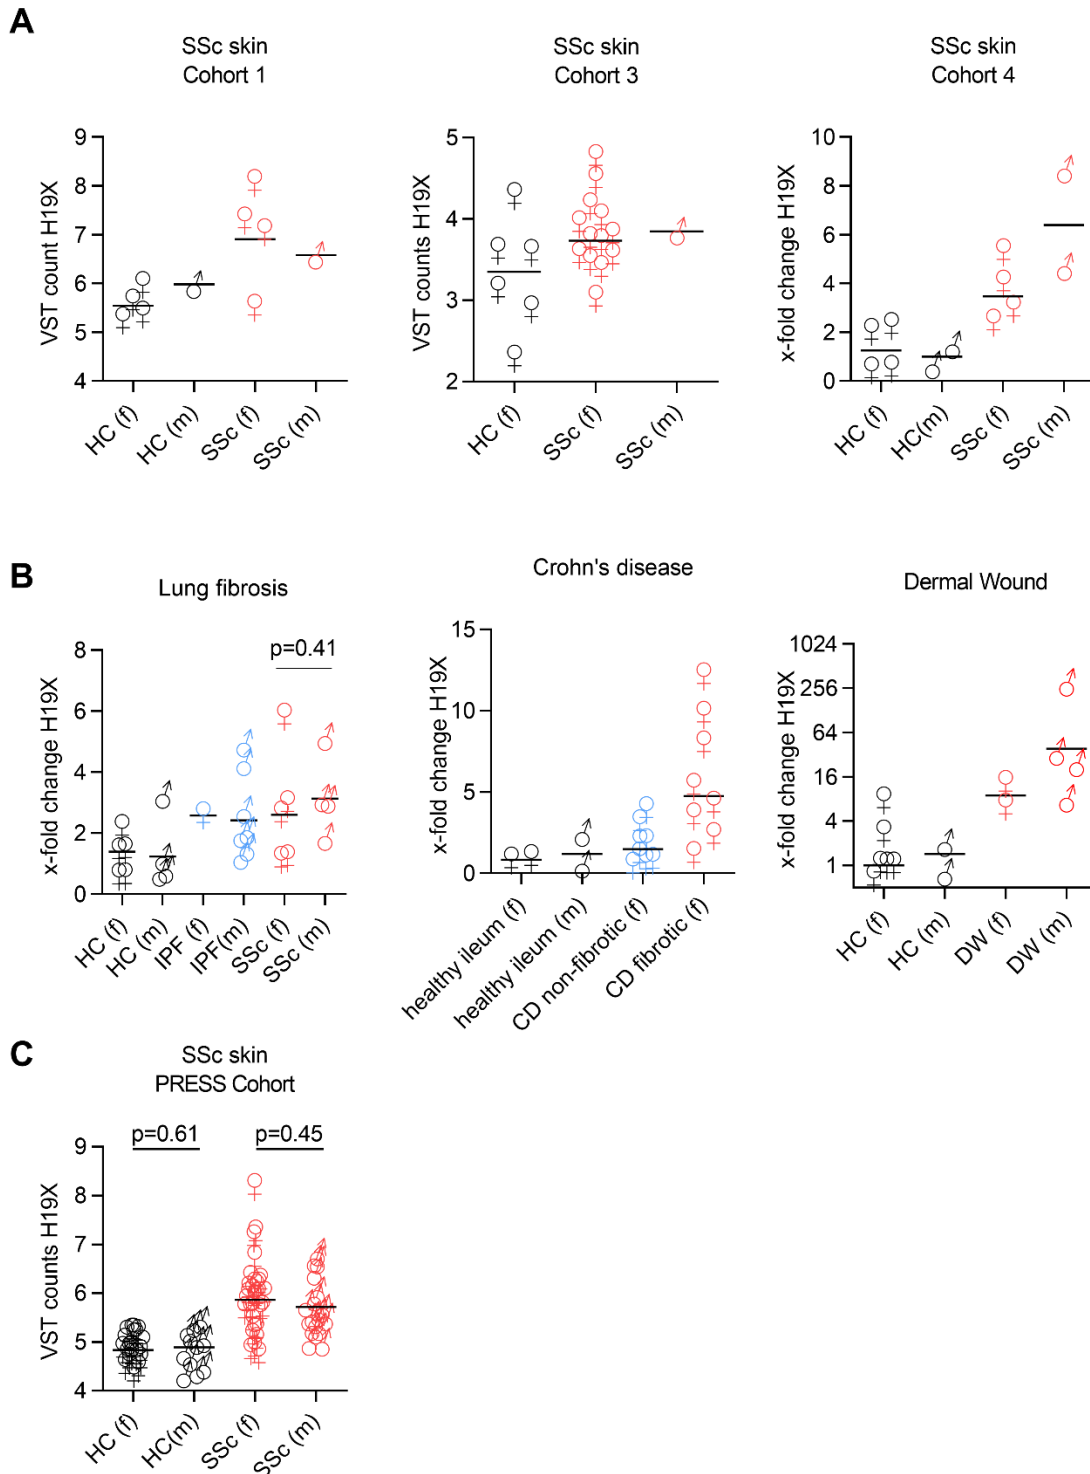 A
SSc skin
Cohort 1
VST count H19X
9
8
7
6
5
4
HC (f)
HC (m)
SSc (f)
SSc (m)
SSc skin
Cohort 3
VST counts H19X
5
4
3
2
HC (f)
SSc (f)
SSc (m)
SSc skin
Cohort 4
x-fold change H19X
10
8
6
4
2
0
HC (f)
HC(m)
SSc (f)
SSc (m)
B
Lung fibrosis
x-fold change H19X
8
6
4
2
0
p=0.41
HC (f)
HC (m)
IPF (f)
IPF(m)
SSc (f)
SSc (m)
Crohn's disease
x-fold change H19X
15
10
5
0
healthy ileum (f)
healthy ileum (m)
CD non-fibrotic (f)
CD fibrotic (f)
Dermal Wound
x-fold change H19X
1024
256
64
16
4
1
HC (f)
HC (m)
DW (f)
DW (m)
C
SSc skin
PRESS Cohort
VST counts H19X
9
8
7
6
5
4
p=0.61
p=0.45
HC (f)
HC(m)
SSc (f)
SSc (m)